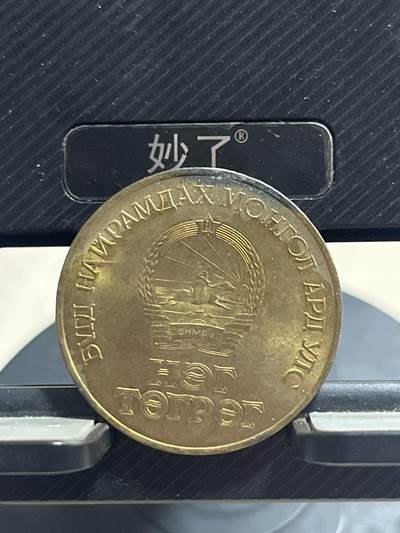 妙了®
БҮГД НАЙРАМДАХ МОНГОЛ АРД УЛС
БНМАУ
НЭГ
ТӨГРӨГ